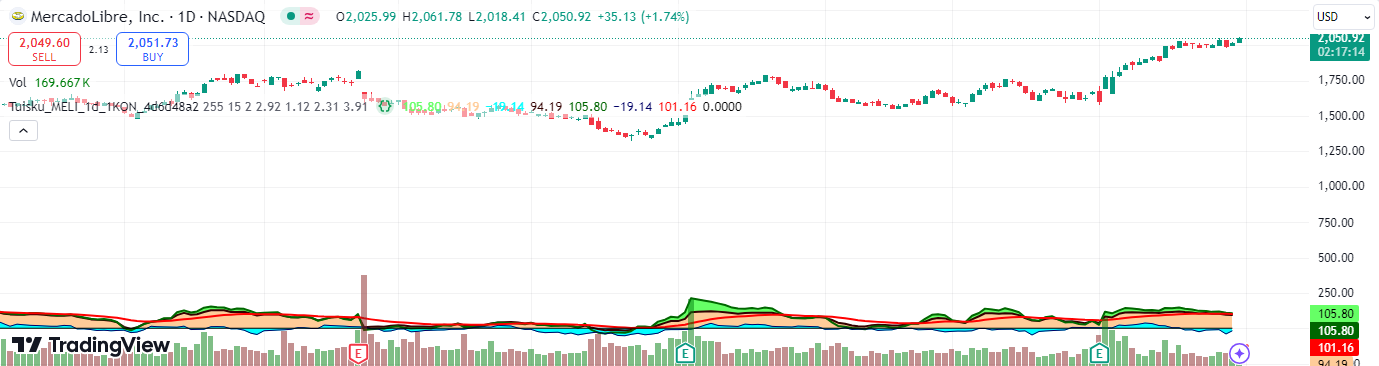 MercadoLibre, Inc. · 1D · NASDAQ O2,025.99 H2,061.78 L2,018.41 C2,050.92 +35.13 (+1.74%)
USD
2,049.60 2.13 2,051.73
SELL BUY
2,050.92
02:17:14
Vol 169.667 K
1,750.00
Tuisku_MELI_1d_1KQN_4d6d48a2 255 15 2 2.92 1.12 2.31 3.91 {} 105.80 94.19 −19.14 94.19 105.80 −19.14 101.16 0.0000
1,500.00
1,250.00
1,000.00
750.00
500.00
250.00
105.80
105.80
TradingView
E E E
101.16
94.19